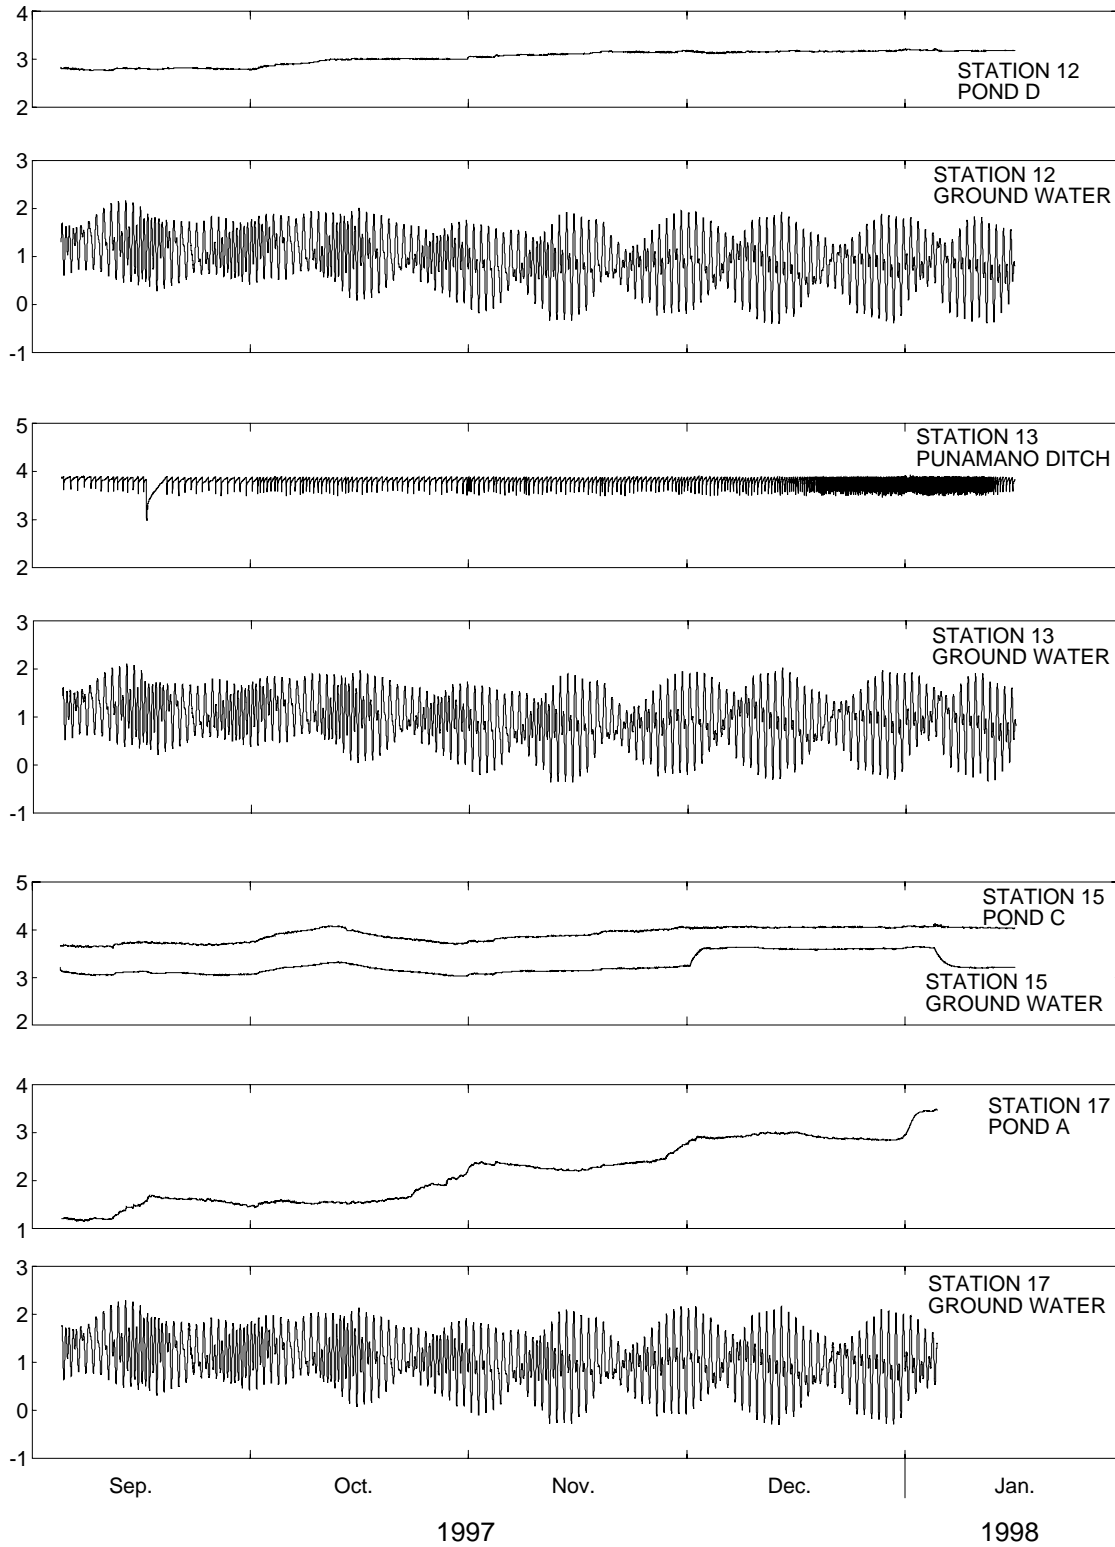 4
3
2
STATION 12
POND D
3
2
1
0
-1
STATION 12
GROUND WATER
5
4
3
2
STATION 13
PUNAMANO DITCH
3
2
1
0
-1
STATION 13
GROUND WATER
5
4
3
2
STATION 15
POND C
STATION 15
GROUND WATER
4
3
2
1
STATION 17
POND A
3
2
1
0
-1
STATION 17
GROUND WATER
Sep. Oct. Nov. Dec. Jan.
1997 1998